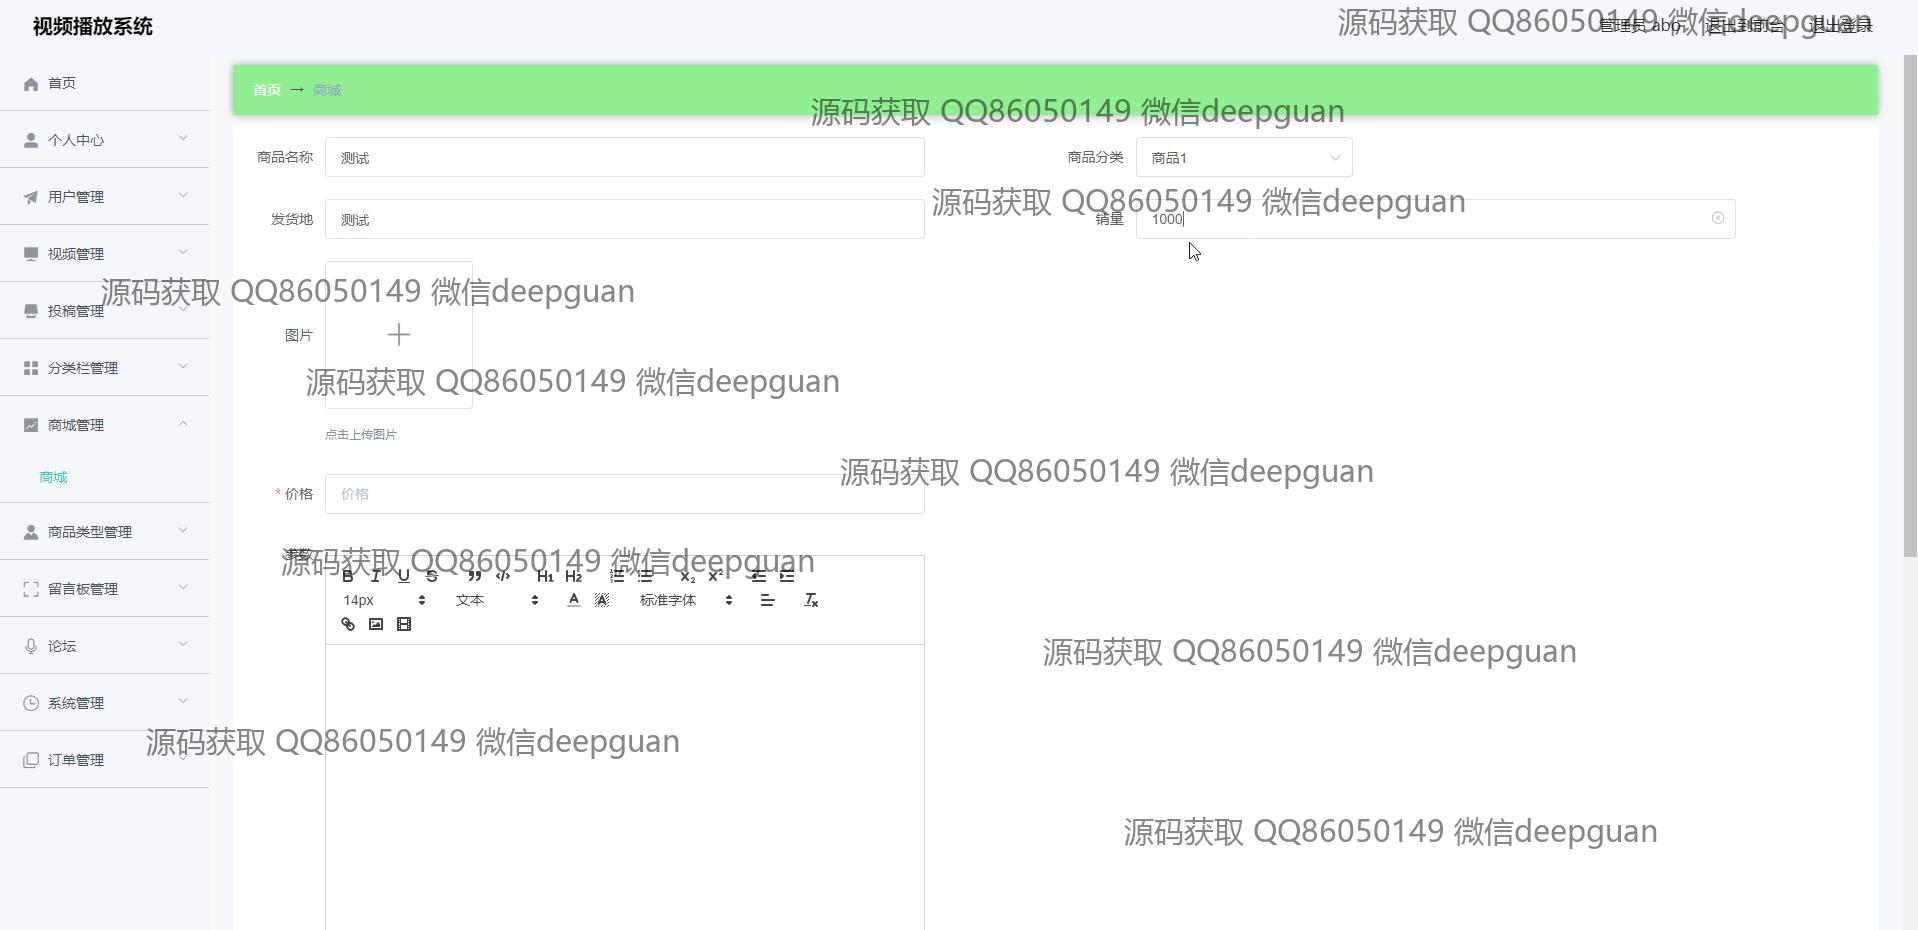 视频播放系统
源码获取 QQ86050149 微信deepguan
管理员 abo 退出到前台 退出登录
首页
个人中心
用户管理
视频管理
投稿管理
分类栏管理
商城管理
商城
商品类型管理
留言板管理
论坛
系统管理
订单管理
首页 → 商城
源码获取 QQ86050149 微信deepguan
商品名称 测试 商品分类 商品1
源码获取 QQ86050149 微信deepguan
发货地 测试 销量 1000
源码获取 QQ86050149 微信deepguan
图片
源码获取 QQ86050149 微信deepguan
点击上传图片
源码获取 QQ86050149 微信deepguan
* 价格 价格
源码获取 QQ86050149 微信deepguan
B I U S H1 H2 X2 X2
14px 文本 A A 标准字体 Tx
源码获取 QQ86050149 微信deepguan
源码获取 QQ86050149 微信deepguan
源码获取 QQ86050149 微信deepguan